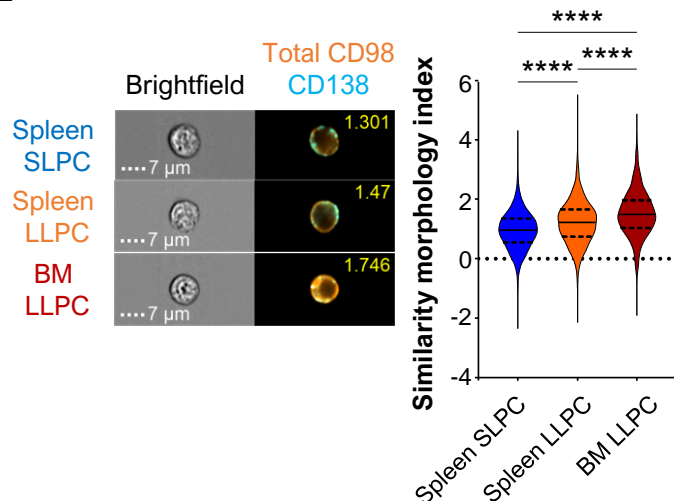 Total CD98
Brightfield CD138
Spleen SLPC
1.301
7 µm
Spleen LLPC
1.47
7 µm
BM LLPC
1.746
7 µm
****
**** ****
Similarity morphology index
6
4
2
0
-2
-4
Spleen SLPC
Spleen LLPC
BM LLPC